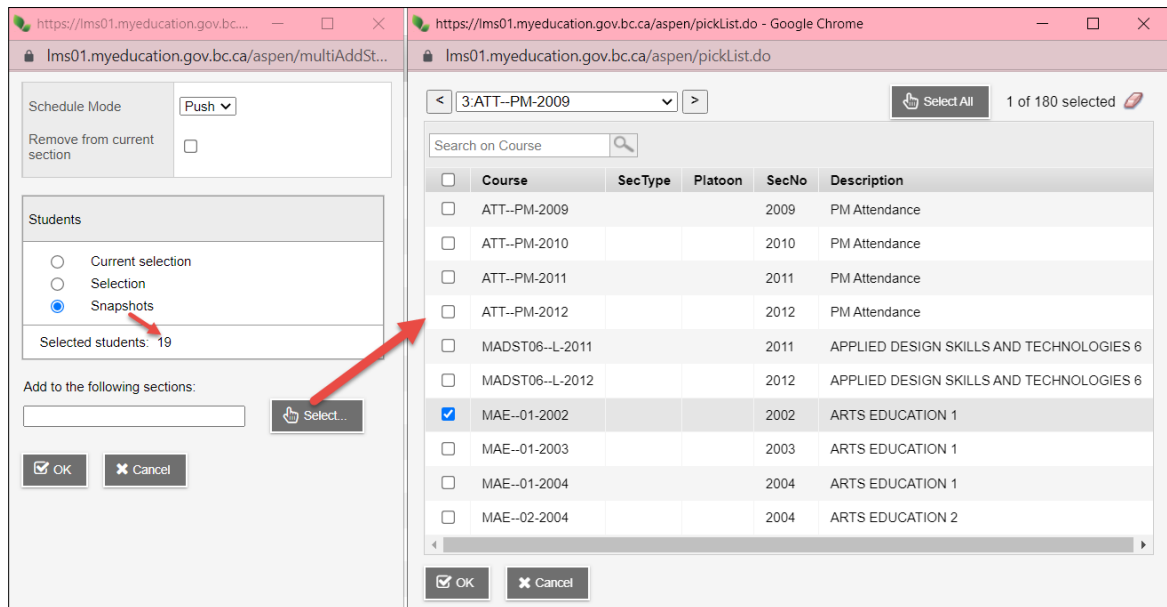 https://lms01.myeducation.gov.bc....
lms01.myeducation.gov.bc.ca/aspen/multiAddSt...
Schedule Mode
Push
Remove from current
section
Students
Current selection
Selection
Snapshots
Selected students: 19
Add to the following sections:
Select...
OK
Cancel
https://lms01.myeducation.gov.bc.ca/aspen/pickList.do - Google Chrome
lms01.myeducation.gov.bc.ca/aspen/pickList.do
< 3:ATT--PM-2009 > Select All 1 of 180 selected
Search on Course
Course SecType Platoon SecNo Description
ATT--PM-2009 2009 PM Attendance
ATT--PM-2010 2010 PM Attendance
ATT--PM-2011 2011 PM Attendance
ATT--PM-2012 2012 PM Attendance
MADST06--L-2011 2011 APPLIED DESIGN SKILLS AND TECHNOLOGIES 6
MADST06--L-2012 2012 APPLIED DESIGN SKILLS AND TECHNOLOGIES 6
MAE--01-2002 2002 ARTS EDUCATION 1
MAE--01-2003 2003 ARTS EDUCATION 1
MAE--01-2004 2004 ARTS EDUCATION 1
MAE--02-2004 2004 ARTS EDUCATION 2
OK Cancel